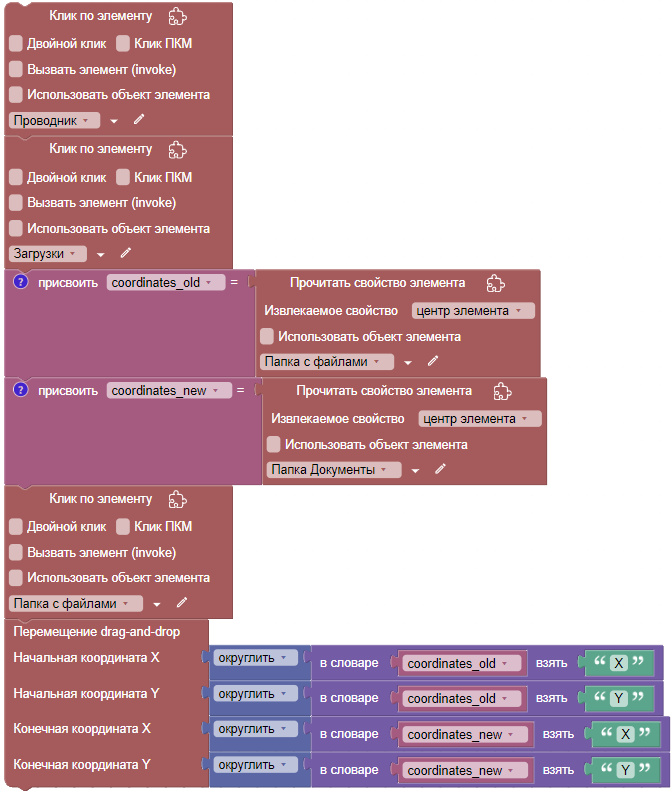 Клик по элементу
Двойной клик Клик ПКМ
Вызвать элемент (invoke)
Использовать объект элемента
Проводник
Клик по элементу
Двойной клик Клик ПКМ
Вызвать элемент (invoke)
Использовать объект элемента
Загрузки
? присвоить coordinates_old = Прочитать свойство элемента
Извлекаемое свойство центр элемента
Использовать объект элемента
Папка с файлами
? присвоить coordinates_new = Прочитать свойство элемента
Извлекаемое свойство центр элемента
Использовать объект элемента
Папка Документы
Клик по элементу
Двойной клик Клик ПКМ
Вызвать элемент (invoke)
Использовать объект элемента
Папка с файлами
Перемещение drag-and-drop
Начальная координата X округлить в словаре coordinates_old взять “ X ”
Начальная координата Y округлить в словаре coordinates_old взять “ Y ”
Конечная координата X округлить в словаре coordinates_new взять “ X ”
Конечная координата Y округлить в словаре coordinates_new взять “ Y ”